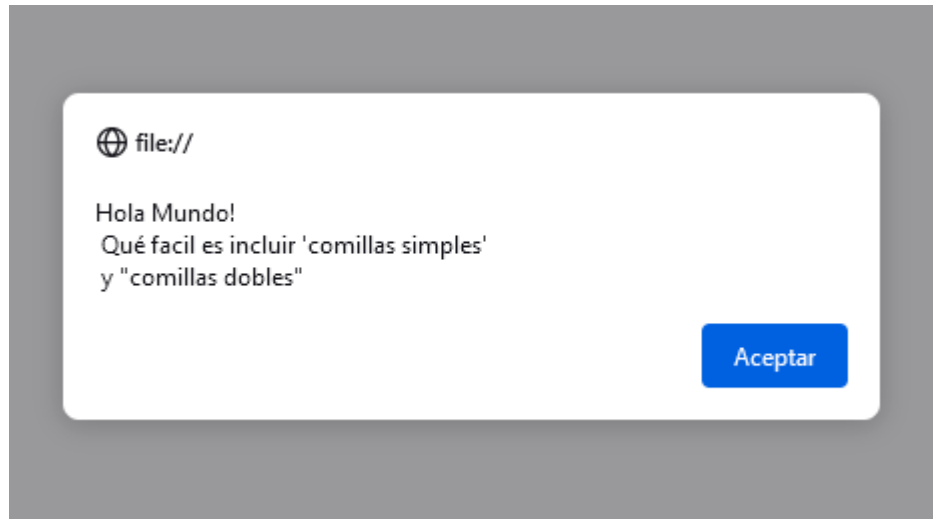 file://
Hola Mundo!
Qué facil es incluir 'comillas simples'
y "comillas dobles"
Aceptar